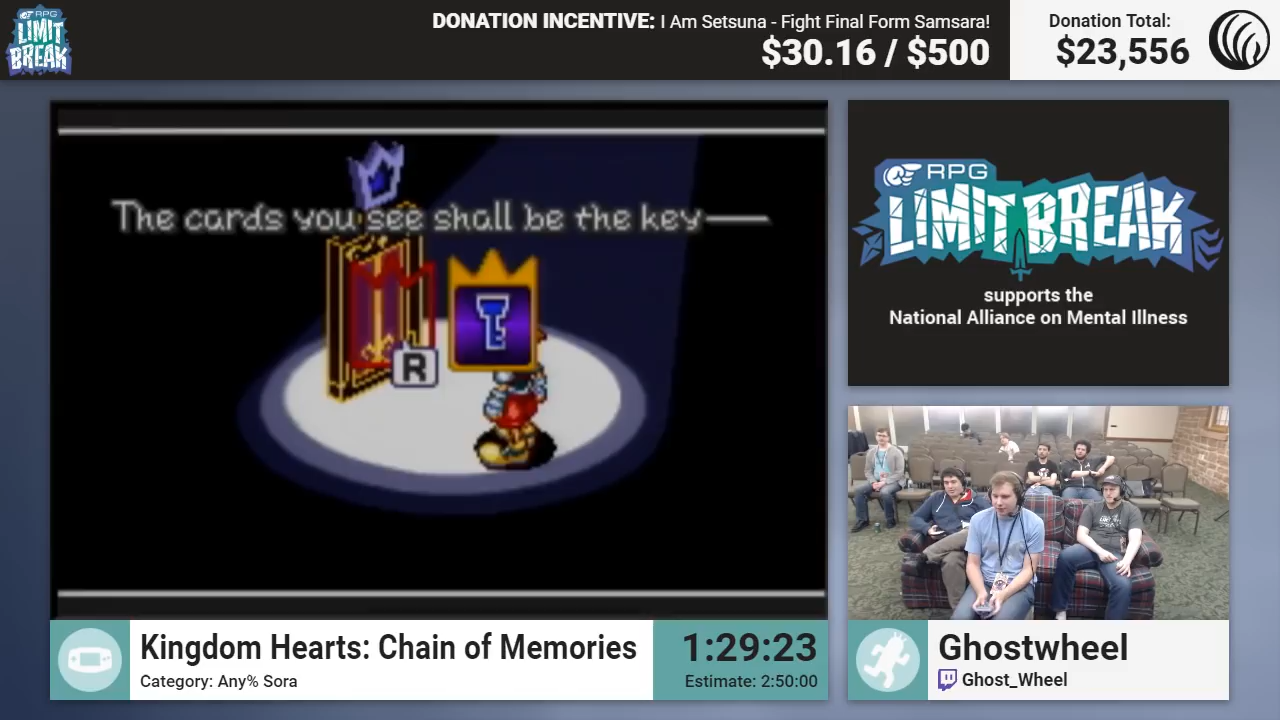 RPG
LIMIT
BREAK
DONATION INCENTIVE: I Am Setsuna - Fight Final Form Samsara!
$30.16 / $500
Donation Total:
$23,556
The cards you see shall be the key——
R
RPG
LIMIT BREAK
supports the
National Alliance on Mental Illness
Kingdom Hearts: Chain of Memories
Category: Any% Sora
1:29:23
Estimate: 2:50:00
Ghostwheel
Ghost_Wheel